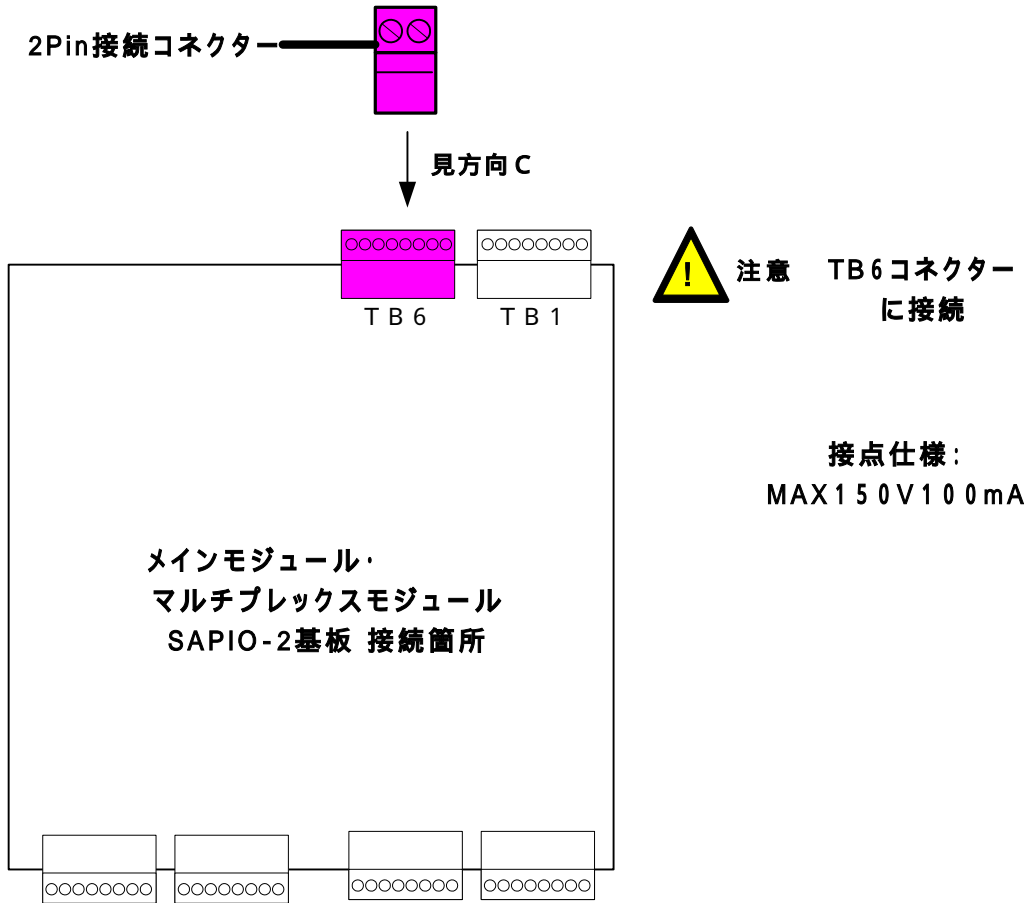 2Pin接続コネクター
見方向C
TB6
TB1
!
注意 TB6コネクター
に接続
接点仕様:
MAX150V100mA
メインモジュール・
マルチプレックスモジュール
SAPIO-2基板 接続箇所